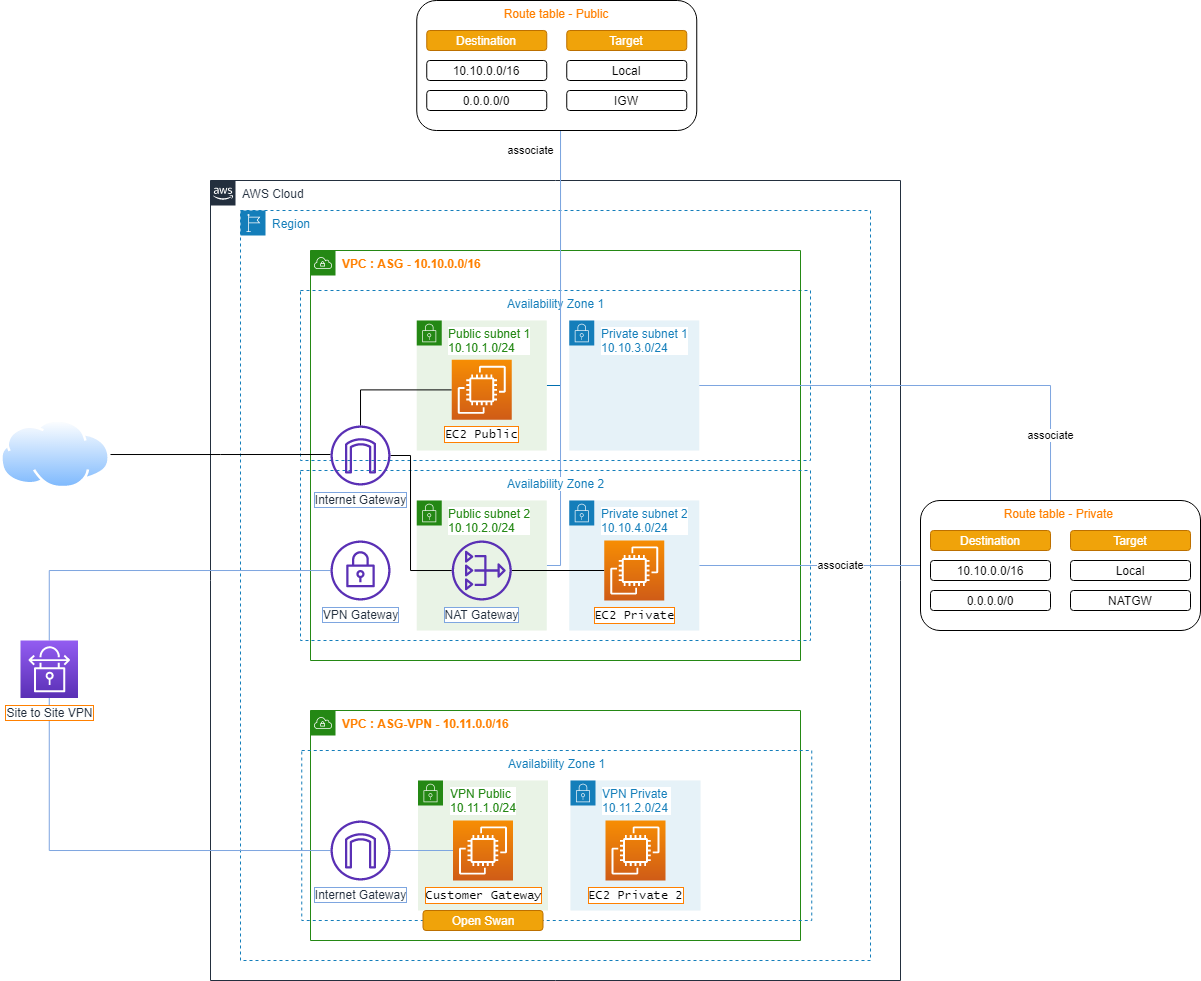 Route table - Public
Destination
Target
10.10.0.0/16
Local
0.0.0.0/0
IGW
associate
aws
AWS Cloud
Region
VPC : ASG - 10.10.0.0/16
Availability Zone 1
Public subnet 1
10.10.1.0/24
Private subnet 1
10.10.3.0/24
EC2 Public
associate
Internet Gateway
Availability Zone 2
Public subnet 2
10.10.2.0/24
Private subnet 2
10.10.4.0/24
Route table - Private
Destination
Target
10.10.0.0/16
Local
0.0.0.0/0
NATGW
associate
VPN Gateway
NAT Gateway
EC2 Private
Site to Site VPN
VPC : ASG-VPN - 10.11.0.0/16
Availability Zone 1
VPN Public
10.11.1.0/24
VPN Private
10.11.2.0/24
Internet Gateway
Customer Gateway
EC2 Private 2
Open Swan